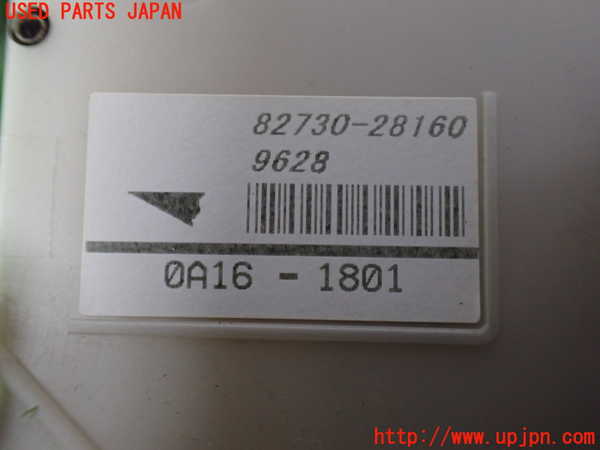 USED PARTS JAPAN
82730-28160
9628
0A16 - 1801
http://www.upjpn.com/